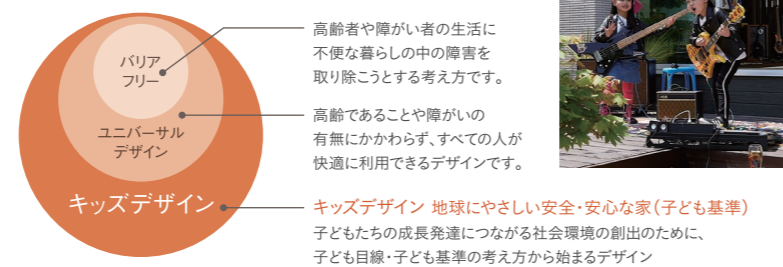 バリア
フリー
ユニバーサル
デザイン
キッズデザイン
高齢者や障がい者の生活に
不便な暮らしの中の障害を
取り除こうとする考え方です。
高齢であることや障がいの
有無にかかわらず、すべての人が
快適に利用できるデザインです。
キッズデザイン 地球にやさしい安全・安心な家（子ども基準）
子どもたちの成長発達につながる社会環境の創出のために、
子ども目線・子ども基準の考え方から始まるデザイン